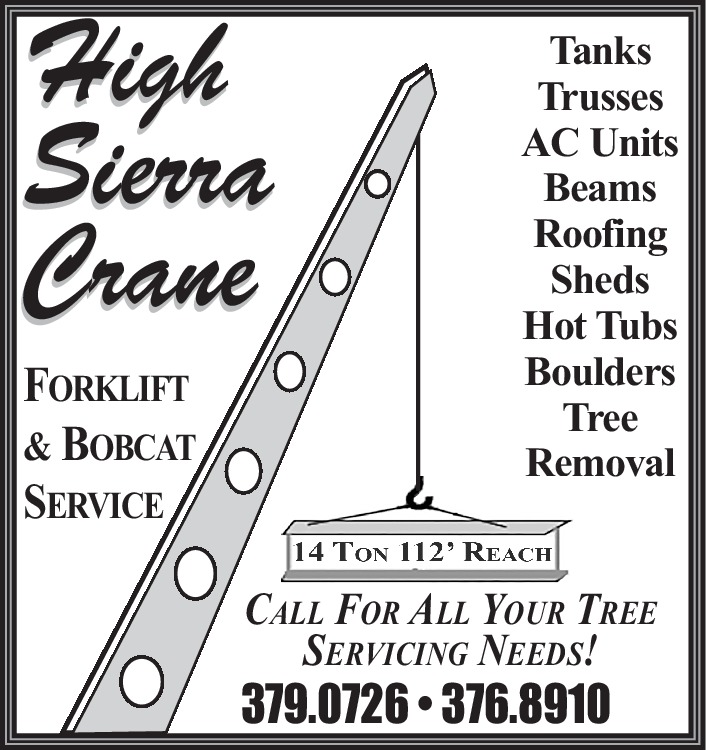 High
Sierra
Crane
Forklift
& Bobcat
Service
Tanks
Trusses
AC Units
Beams
Roofing
Sheds
Hot Tubs
Boulders
Tree
Removal
14 Ton 112' Reach
Call For All Your Tree
Servicing Needs!
379.0726 • 376.8910